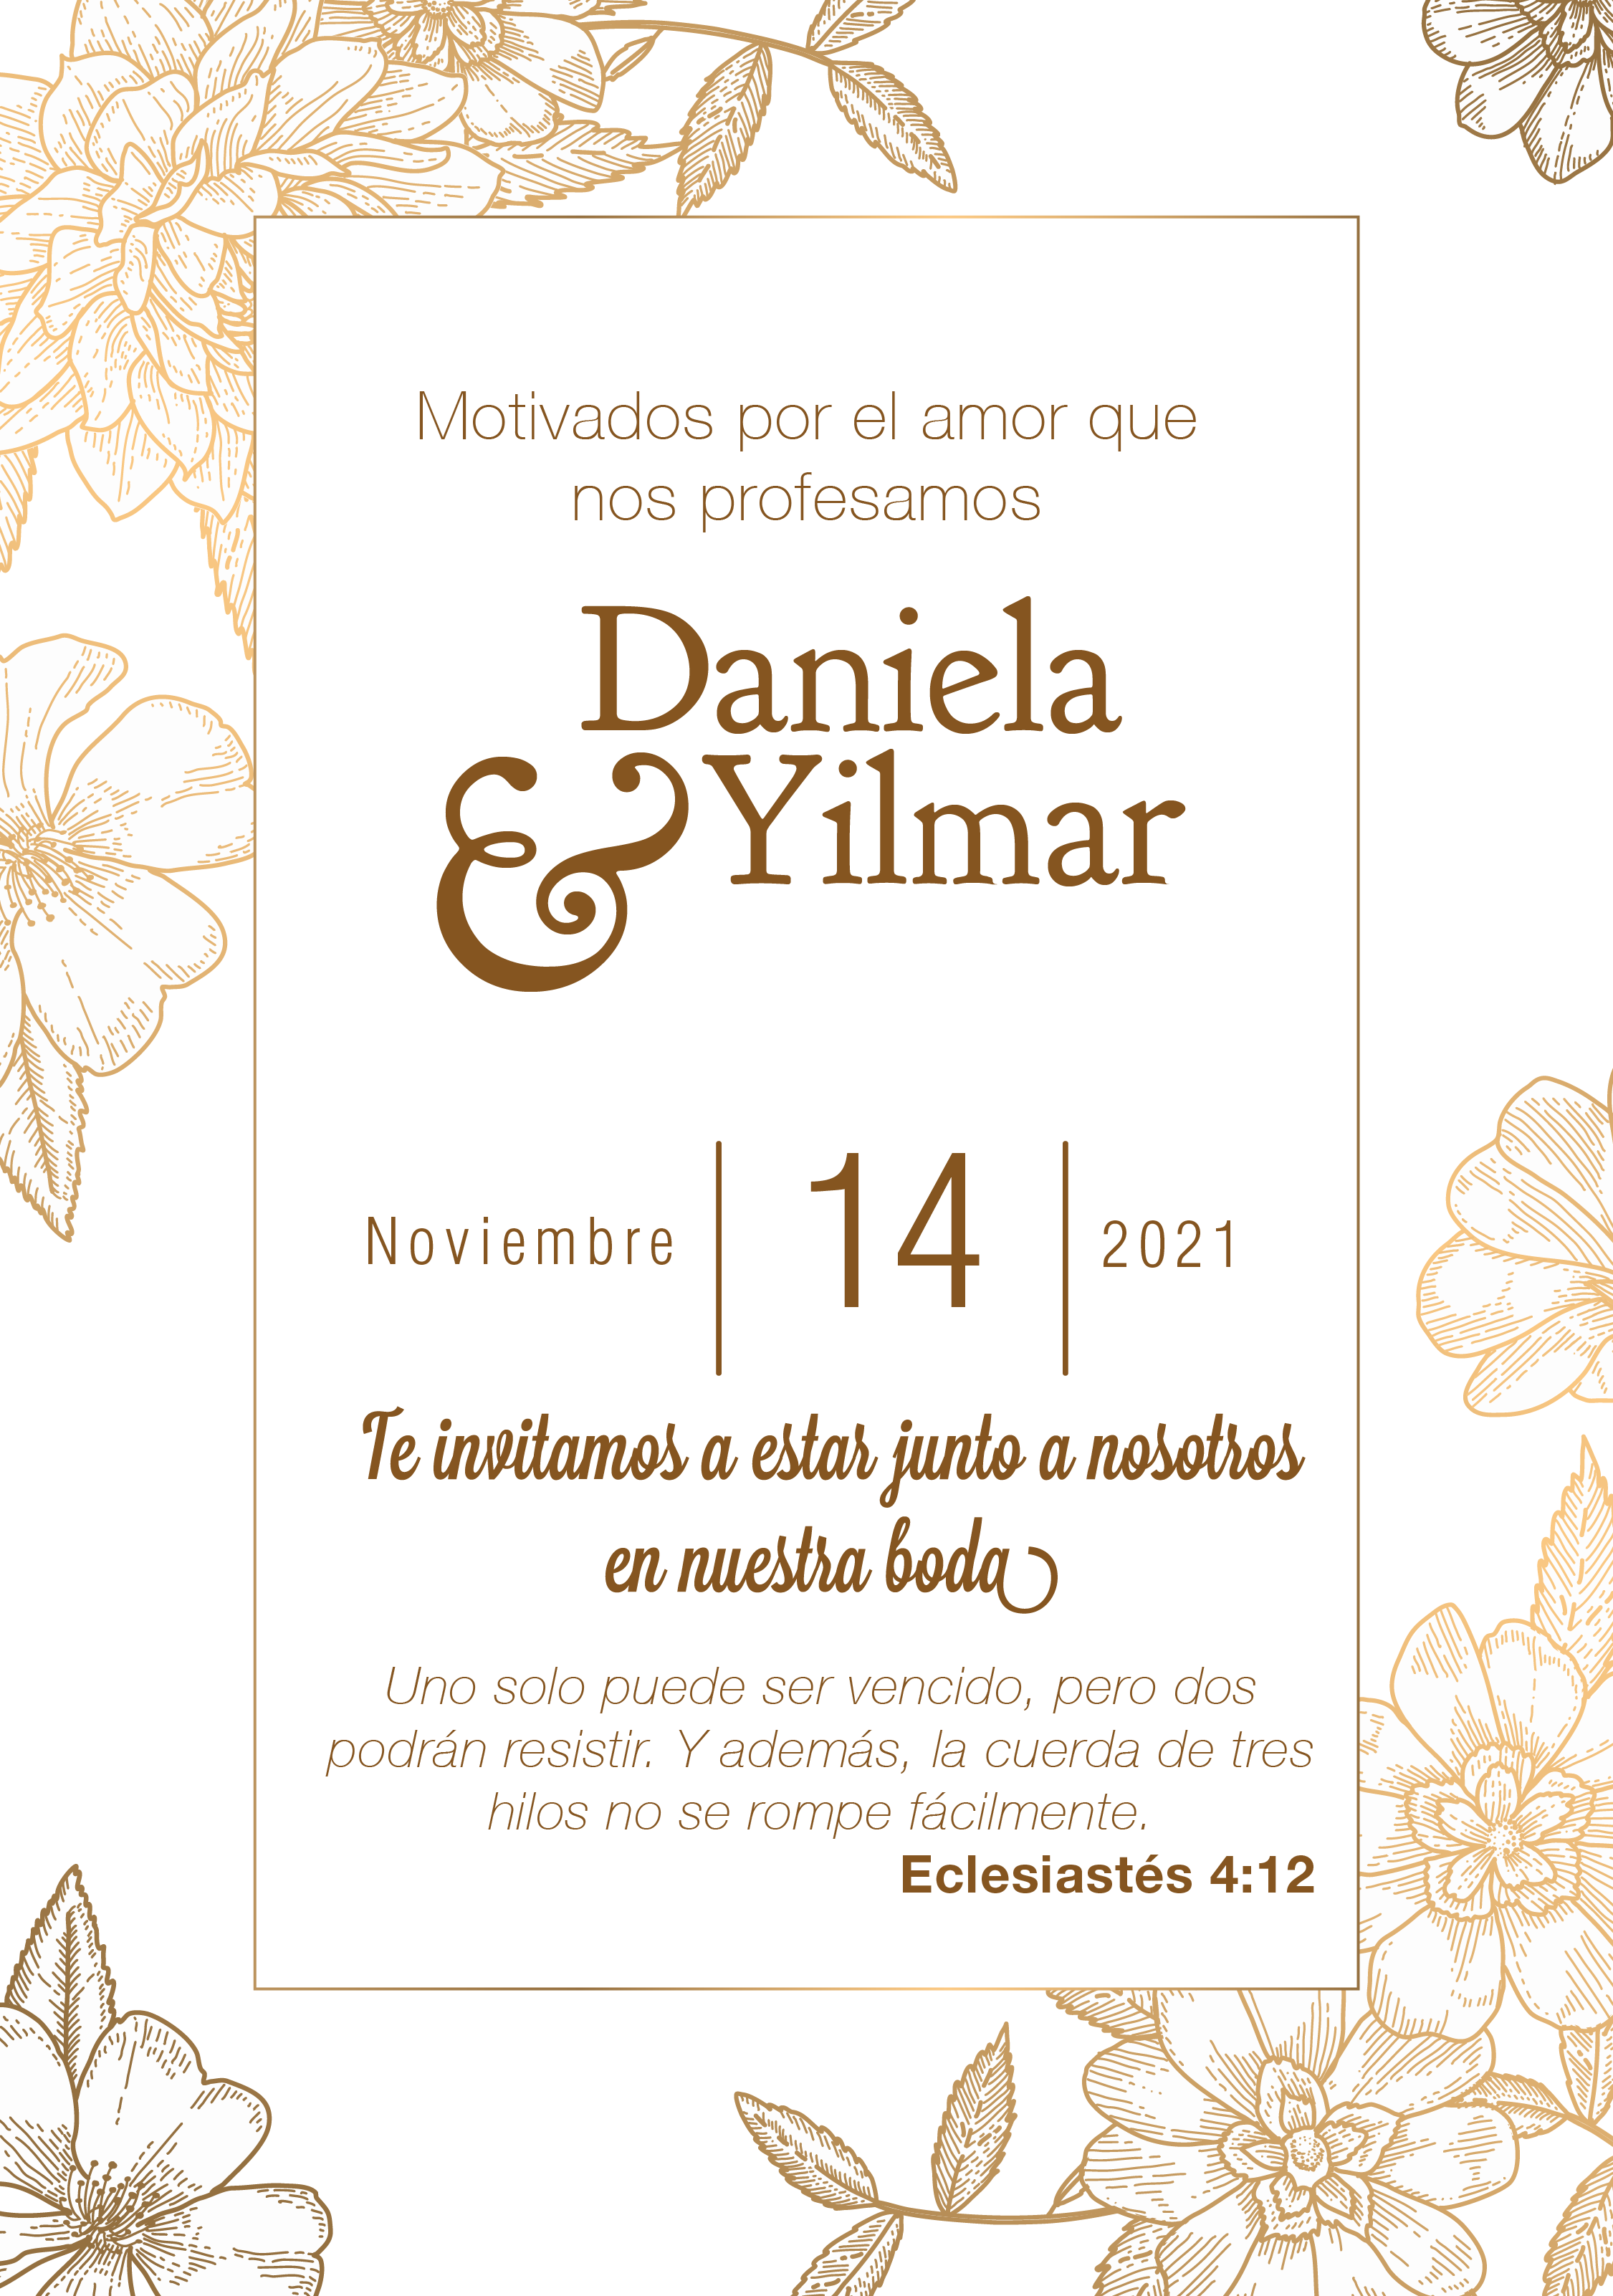 Motivados por el amor que
nos profesamos
Daniela
& Yilmar
Noviembre 14 2021
Te invitamos a estar junto a nosotros
en nuestra boda
Uno solo puede ser vencido, pero dos
podrán resistir. Y además, la cuerda de tres
hilos no se rompe fácilmente.
Eclesiastés 4:12